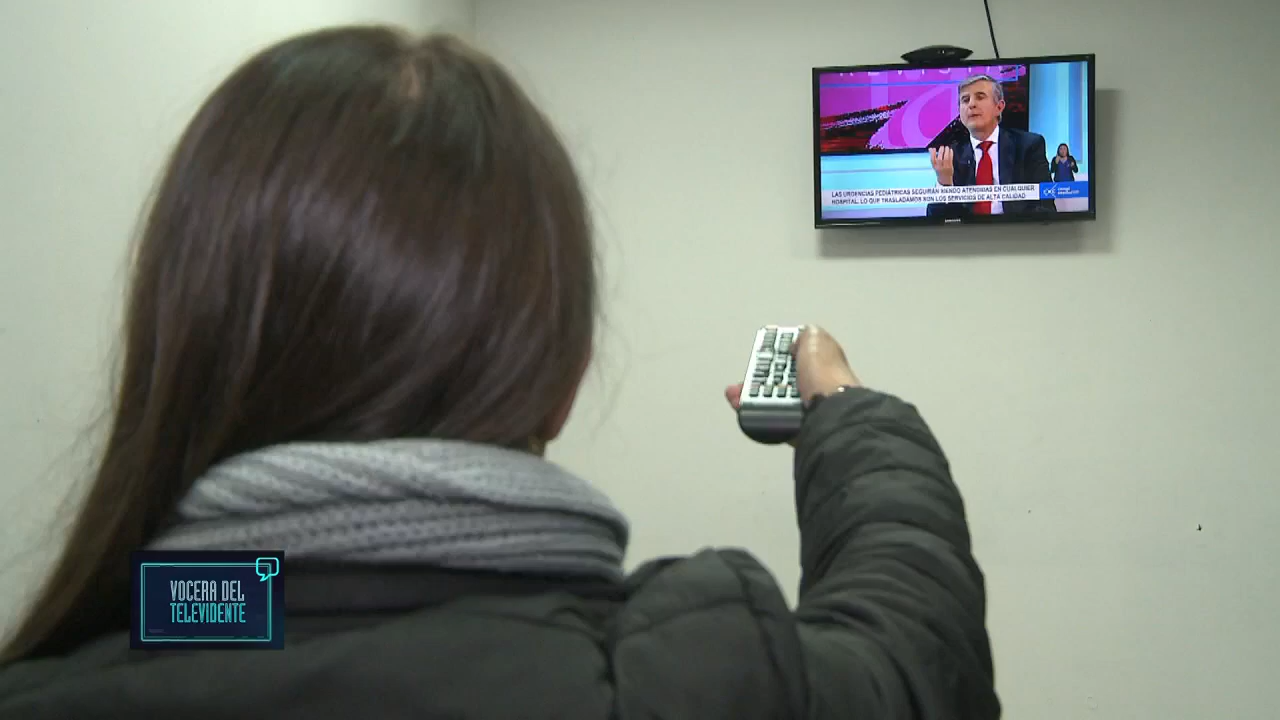 LAS URGENCIAS PEDIÁTRICAS SEGUIRÁN SIENDO ATENDIDAS EN CUALQUIER
HOSPITAL. LO QUE TRASLADAMOS SON LOS SERVICIOS DE ALTA CALIDAD
SAMSUNG
VOCERA DEL
TELEVIDENTE